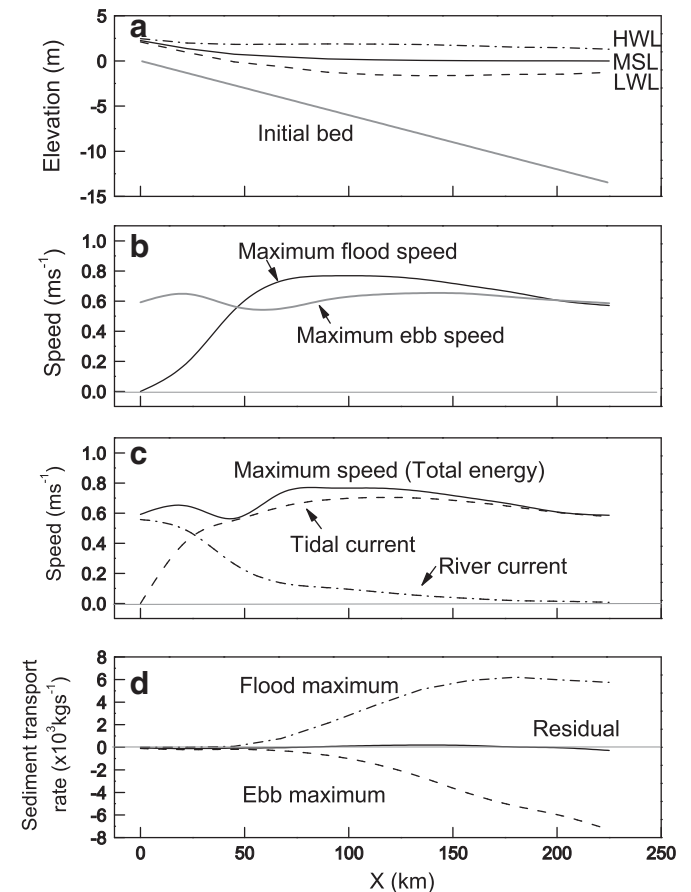 a
5
0
-5
-10
-15
Elevation (m)
HWL
MSL
LWL
Initial bed
b
1.0
0.8
0.6
0.4
0.2
0.0
Speed (ms⁻¹)
Maximum flood speed
Maximum ebb speed
c
1.0
0.8
0.6
0.4
0.2
0.0
Speed (ms⁻¹)
Maximum speed (Total energy)
Tidal current
River current
d
8
6
4
2
0
-2
-4
-6
-8
Sediment transport
rate (x10³kgs⁻¹)
Flood maximum
Residual
Ebb maximum
0 50 100 150 200 250
X (km)